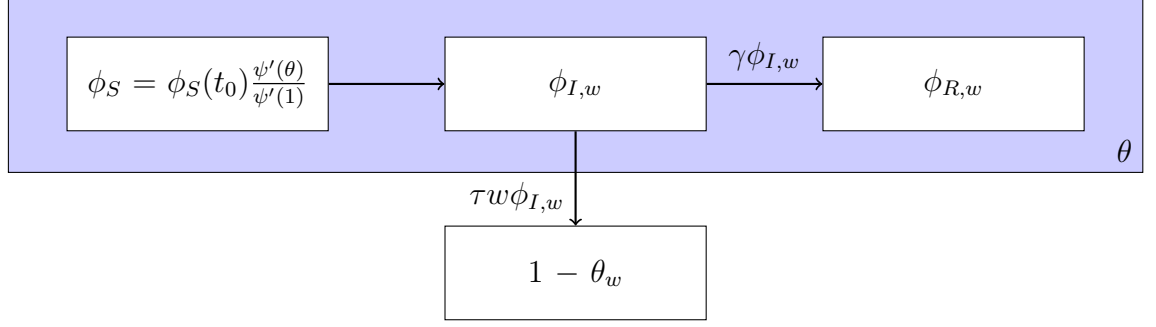 γϕ_{I,w}
ϕ_S = ϕ_S(t_0) ψ′(θ)/ψ′(1)
ϕ_{I,w}
ϕ_{R,w}
θ
τwϕ_{I,w}
1 − θ_w